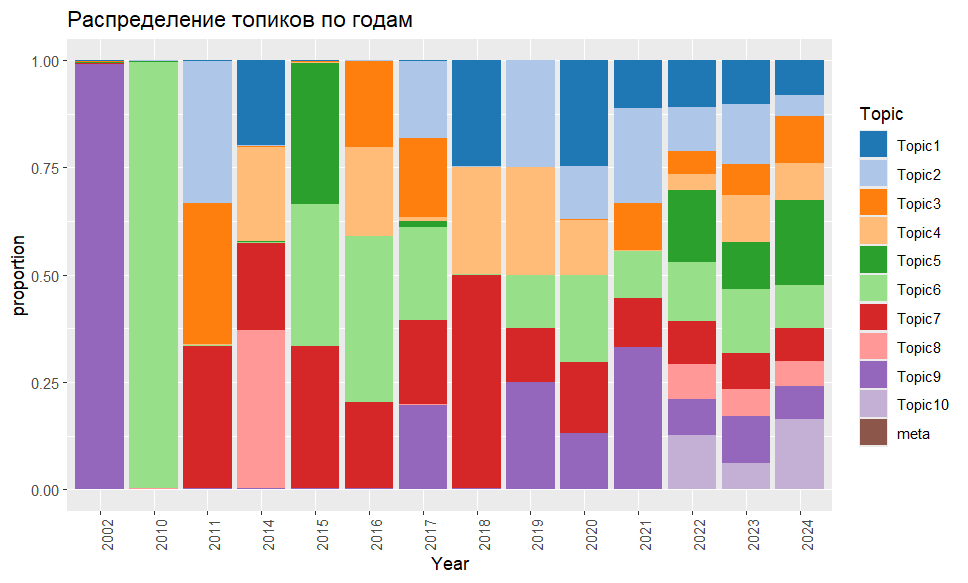 Распределение топиков по годам
proportion
1.00
0.75
0.50
0.25
0.00
2002 2010 2011 2014 2015 2016 2017 2018 2019 2020 2021 2022 2023 2024
Year
Topic
Topic1
Topic2
Topic3
Topic4
Topic5
Topic6
Topic7
Topic8
Topic9
Topic10
meta